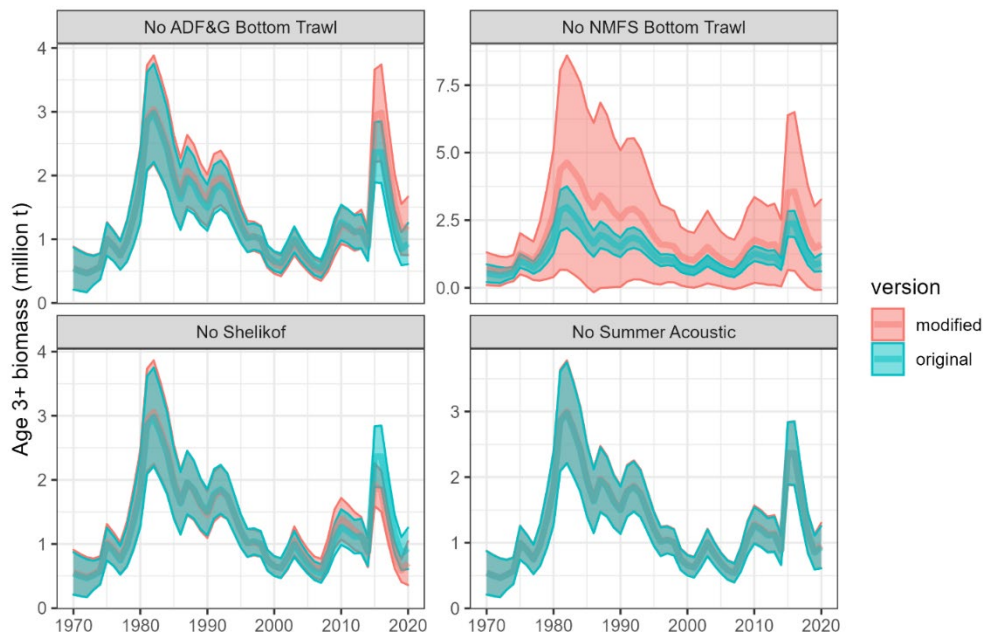 No ADF&G Bottom Trawl
No NMFS Bottom Trawl
Age 3+ biomass (million t)
4
3
2
1
0
7.5
5.0
2.5
0.0
No Shelikof
No Summer Acoustic
4
3
2
1
0
3
2
1
0
1970 1980 1990 2000 2010 2020
1970 1980 1990 2000 2010 2020
version
modified
original